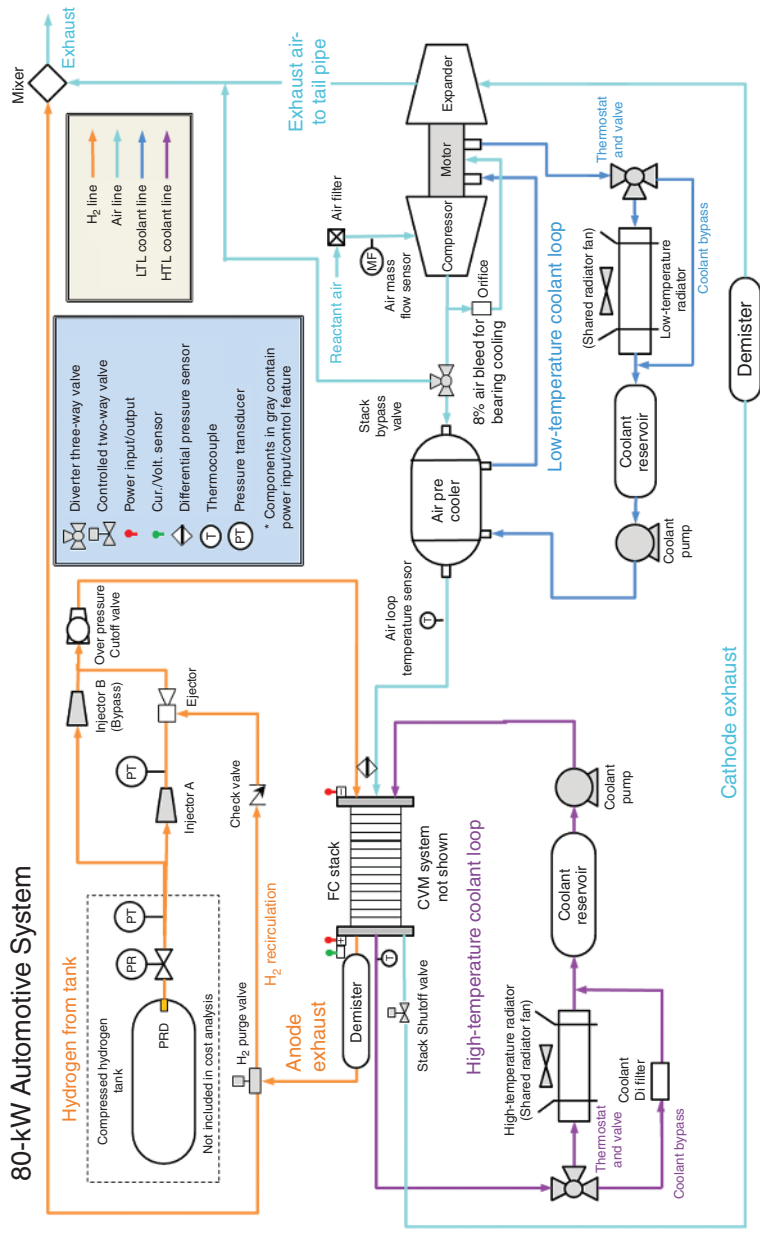 80-kW Automotive System
Hydrogen from tank
Compressed hydrogen
tank
PRD
Not included in cost analysis
PR
PT
Injector A
PT
Injector B
(Bypass)
Over pressure
Cutoff valve
Ejector
Check valve
H₂ recirculation
H₂ purge valve
Anode
exhaust
Demister
+
T
-
FC stack
CVM system
not shown
Stack Shutoff valve
High-temperature coolant loop
High-temperature radiator
(Shared radiator fan)
Thermostat
and valve
Coolant bypass
Coolant
Di filter
Coolant
reservoir
Coolant
pump
Diverter three-way valve
Controlled two-way valve
Power input/output
Cur./Volt. sensor
Differential pressure sensor
T
Thermocouple
PT
Pressure transducer
* Components in gray contain
power input/control feature
H₂ line
Air line
LTL coolant line
HTL coolant line
Mixer
Exhaust
Exhaust air-
to tail pipe
Reactant air
Air filter
MF
Air mass
flow sensor
Compressor
Motor
Expander
Stack
bypass
valve
Orifice
8% air bleed for
bearing cooling
Air pre
cooler
Air loop
temperature sensor
T
Low-temperature coolant loop
Thermostat
and valve
Coolant bypass
(Shared radiator fan)
Low-temperature
radiator
Coolant
reservoir
Coolant
pump
Demister
Cathode exhaust